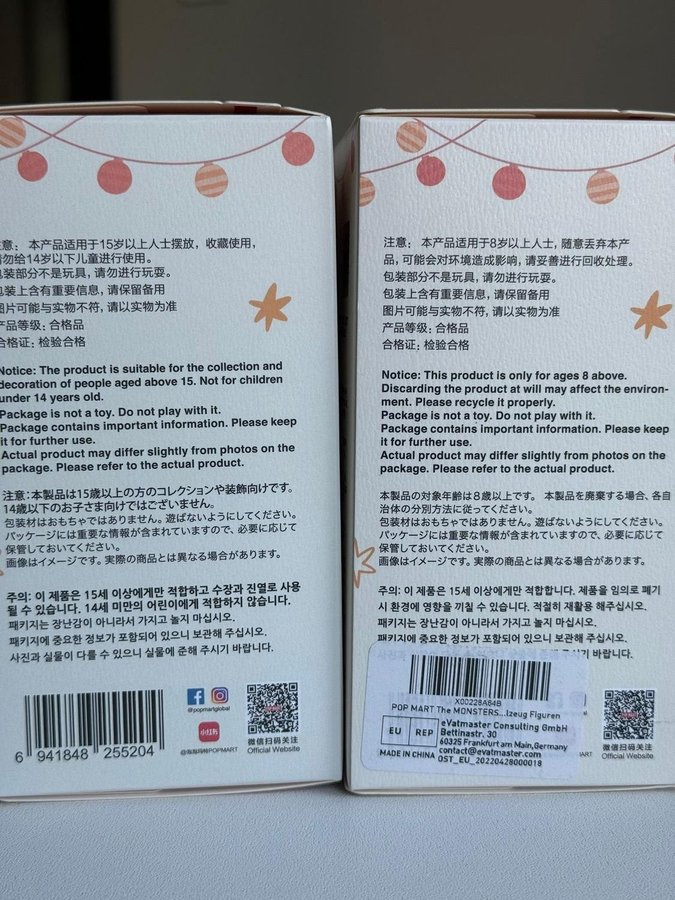 意： 本产品适用于15岁以上人士摆放，收藏使用，
请勿给14岁以下儿童进行使用。
包装部分不是玩具，请勿进行玩耍。
包装上含有重要信息，请保留备用
图片可能与实物不符，请以实物为准
产品等级：合格品
合格证：检验合格
Notice: The product is suitable for the collection and
decoration of people aged above 15. Not for children
under 14 years old.
Package is not a toy. Do not play with it.
Package contains important information. Please keep
it for further use.
Actual product may differ slightly from photos on the
package. Please refer to the actual product.
注意：本製品は15歳以上の方のコレクションや装飾向けです。
14歳以下のお子さま向けではございません。
包装材はおもちゃではありません。遊ばないようにしてください。
パッケージには重要な情報が含まれていますので、必要に応じて
保管しておいてください。
画像はイメージです。実際の商品とは異なる場合があります。
주의: 이 제품은 15세 이상에게만 적합하고 수장과 진열로 사용
될 수 있습니다. 14세 미만의 어린이에게 적합하지 않습니다.
패키지는 장난감이 아니라서 가지고 놀지 마십시오.
패키지에 중요한 정보가 포함되어 있으니 보관해 주십시오.
사진과 실물이 다를 수 있으니 실물에 준해 주시기 바랍니다.
6 941848 255204
@popmartglobal
小红书
@泡泡玛特POPMART
微信扫码关注
Official Website
注意： 本产品适用于8岁以上人士，随意丢弃本产
品，可能会对环境造成影响，请妥善进行回收处理。
包装部分不是玩具，请勿进行玩耍。
包装上含有重要信息，请保留备用
图片可能与实物不符，请以实物为准
产品等级：合格品
合格证：检验合格
Notice: This product is only for ages 8 above.
Discarding the product at will may affect the environ-
ment. Please recycle it properly.
Package is not a toy. Do not play with it.
Package contains important information. Please keep
it for further use.
Actual product may differ slightly from photos on the
package. Please refer to the actual product.
本製品の対象年齢は８歳以上です。 本製品を廃棄する場合、各自
治体の分別方法に従ってください。
包装材はおもちゃではありません。遊ばないようにしてください。
パッケージには重要な情報が含まれていますので、必要に応じて
保管しておいてください。
画像はイメージです。実際の商品とは異なる場合があります。
주의: 이 제품은 15세 이상에게만 적합합니다. 제품을 임의로 폐기
시 환경에 영향을 끼칠 수 있습니다. 적절히 재활용 해주십시오.
패키지는 장난감이 아니라서 가지고 놀지 마십시오.
패키지에 중요한 정보가 포함되어 있으니 보관해 주십시오.
바랍니다.
X00228A84B
POP MART The MONSTERS...lzeug Figuren
EU REP
eVatmaster Consulting GmbH
Bettinastr. 30
60325 Frankfurt am Main,Germany
contact@evatmaster.com
MADE IN CHINA
OST_EU_20220428000018
微信扫码关注
Official Website